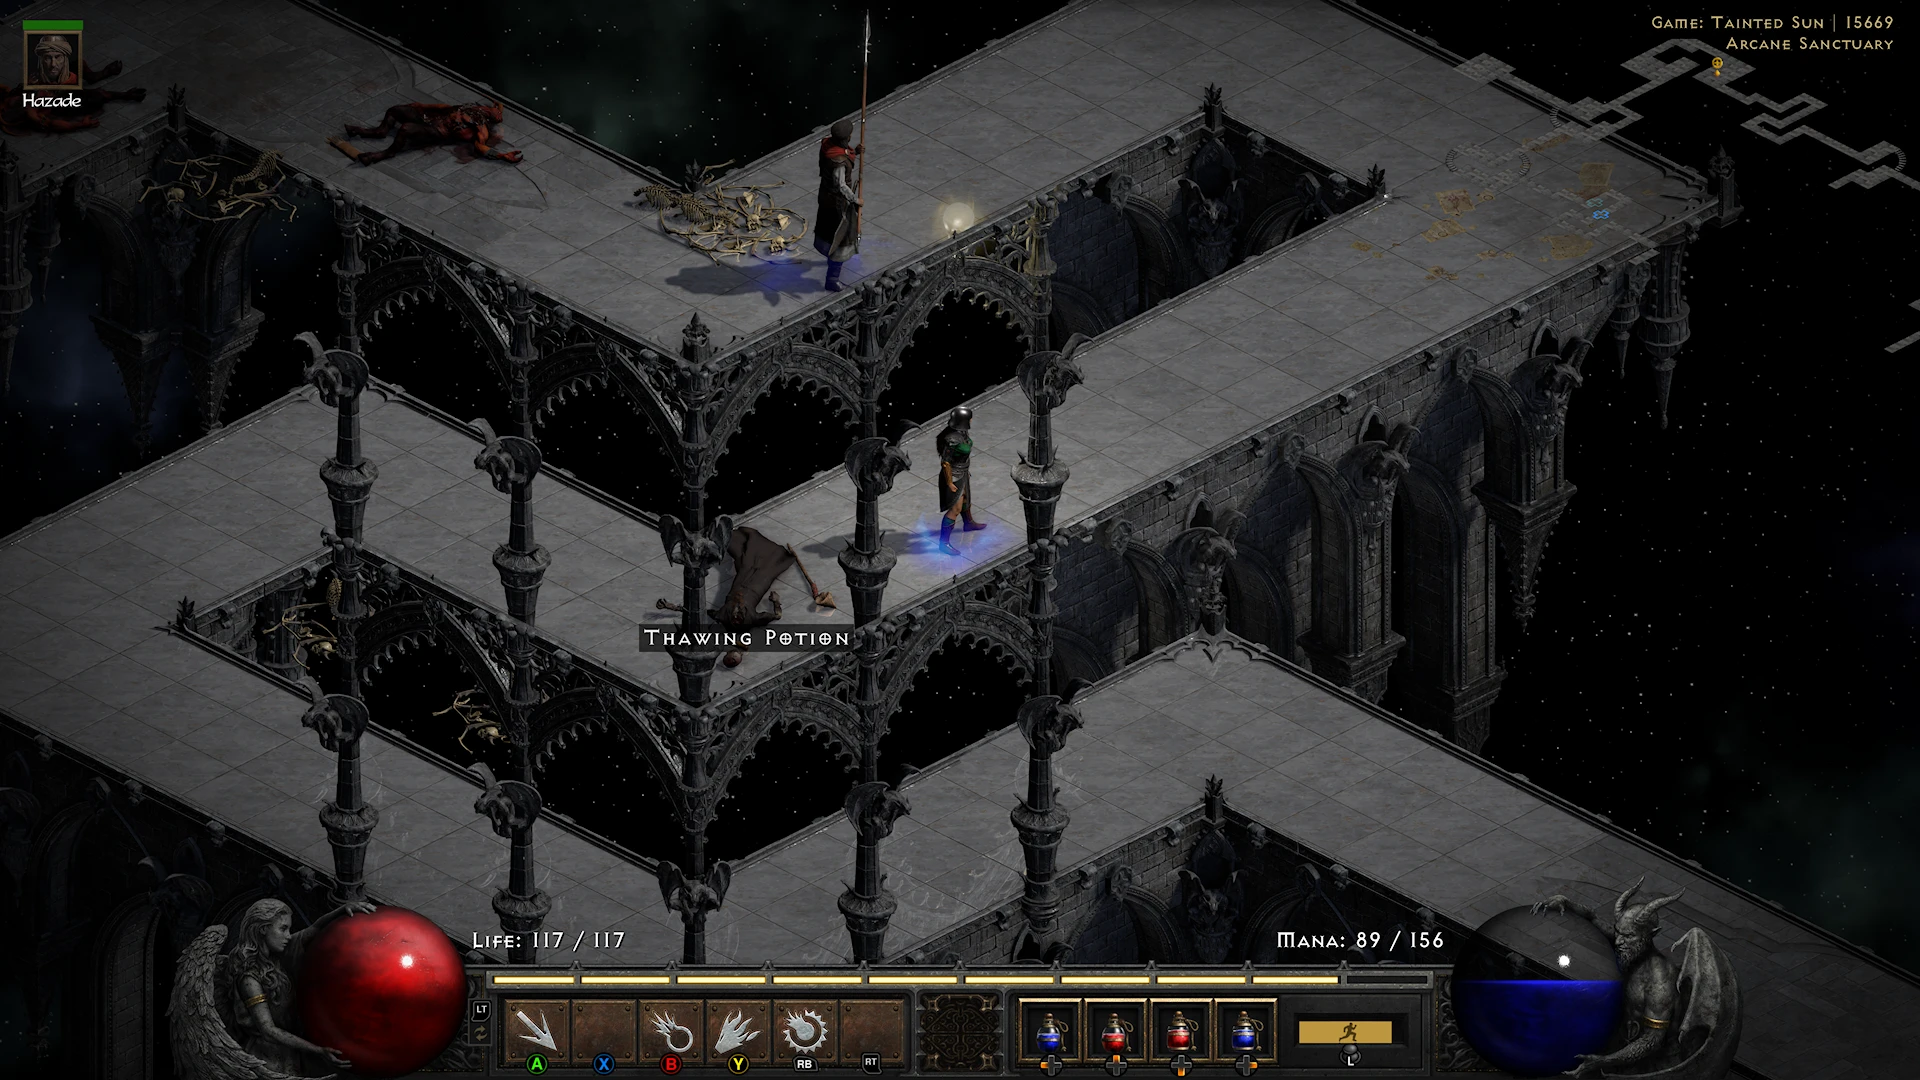 Game: Tainted Sun | 15669
Arcane Sanctuary
Hazade
Thawing Potion
Life: 117 / 117
Mana: 89 / 156
LT
A
X
B
Y
RB
RT
L